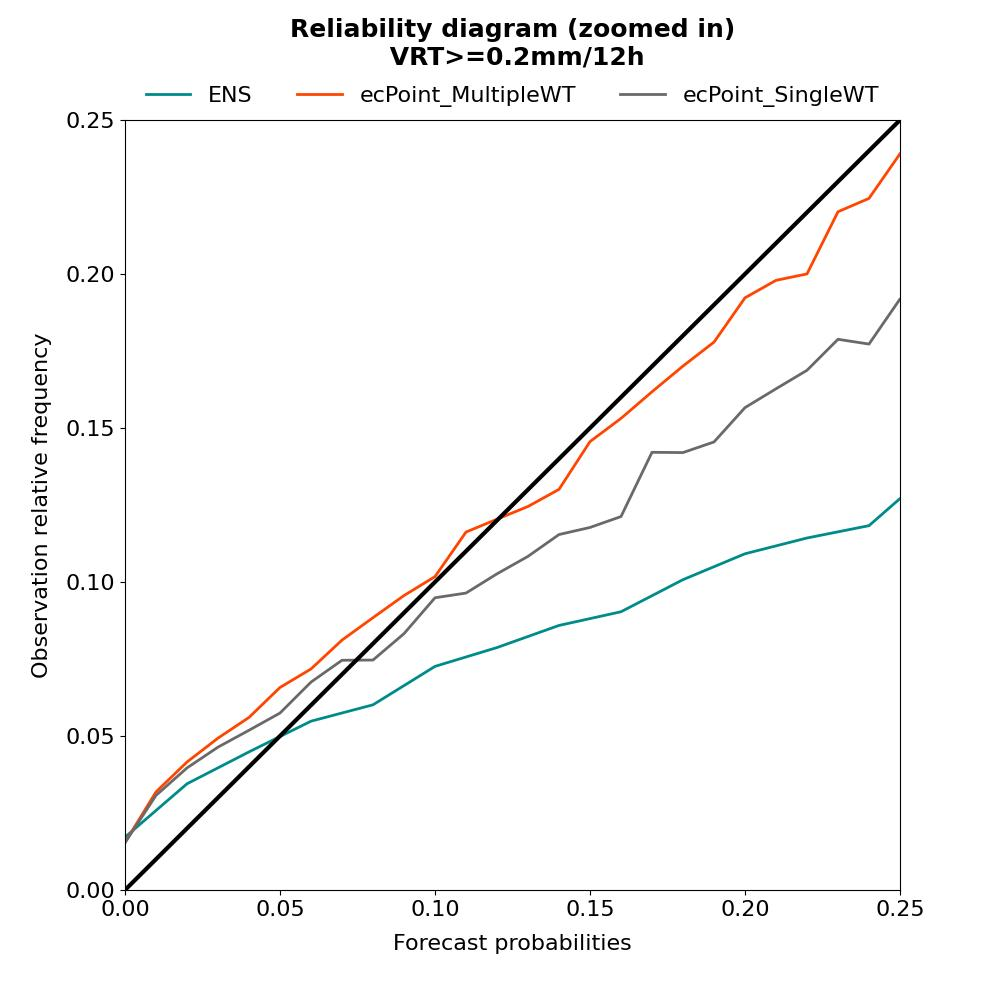 Reliability diagram (zoomed in)
VRT>=0.2mm/12h
ENS ecPoint_MultipleWT ecPoint_SingleWT
0.25
0.20
0.15
0.10
0.05
0.00
Observation relative frequency
0.00 0.05 0.10 0.15 0.20 0.25
Forecast probabilities